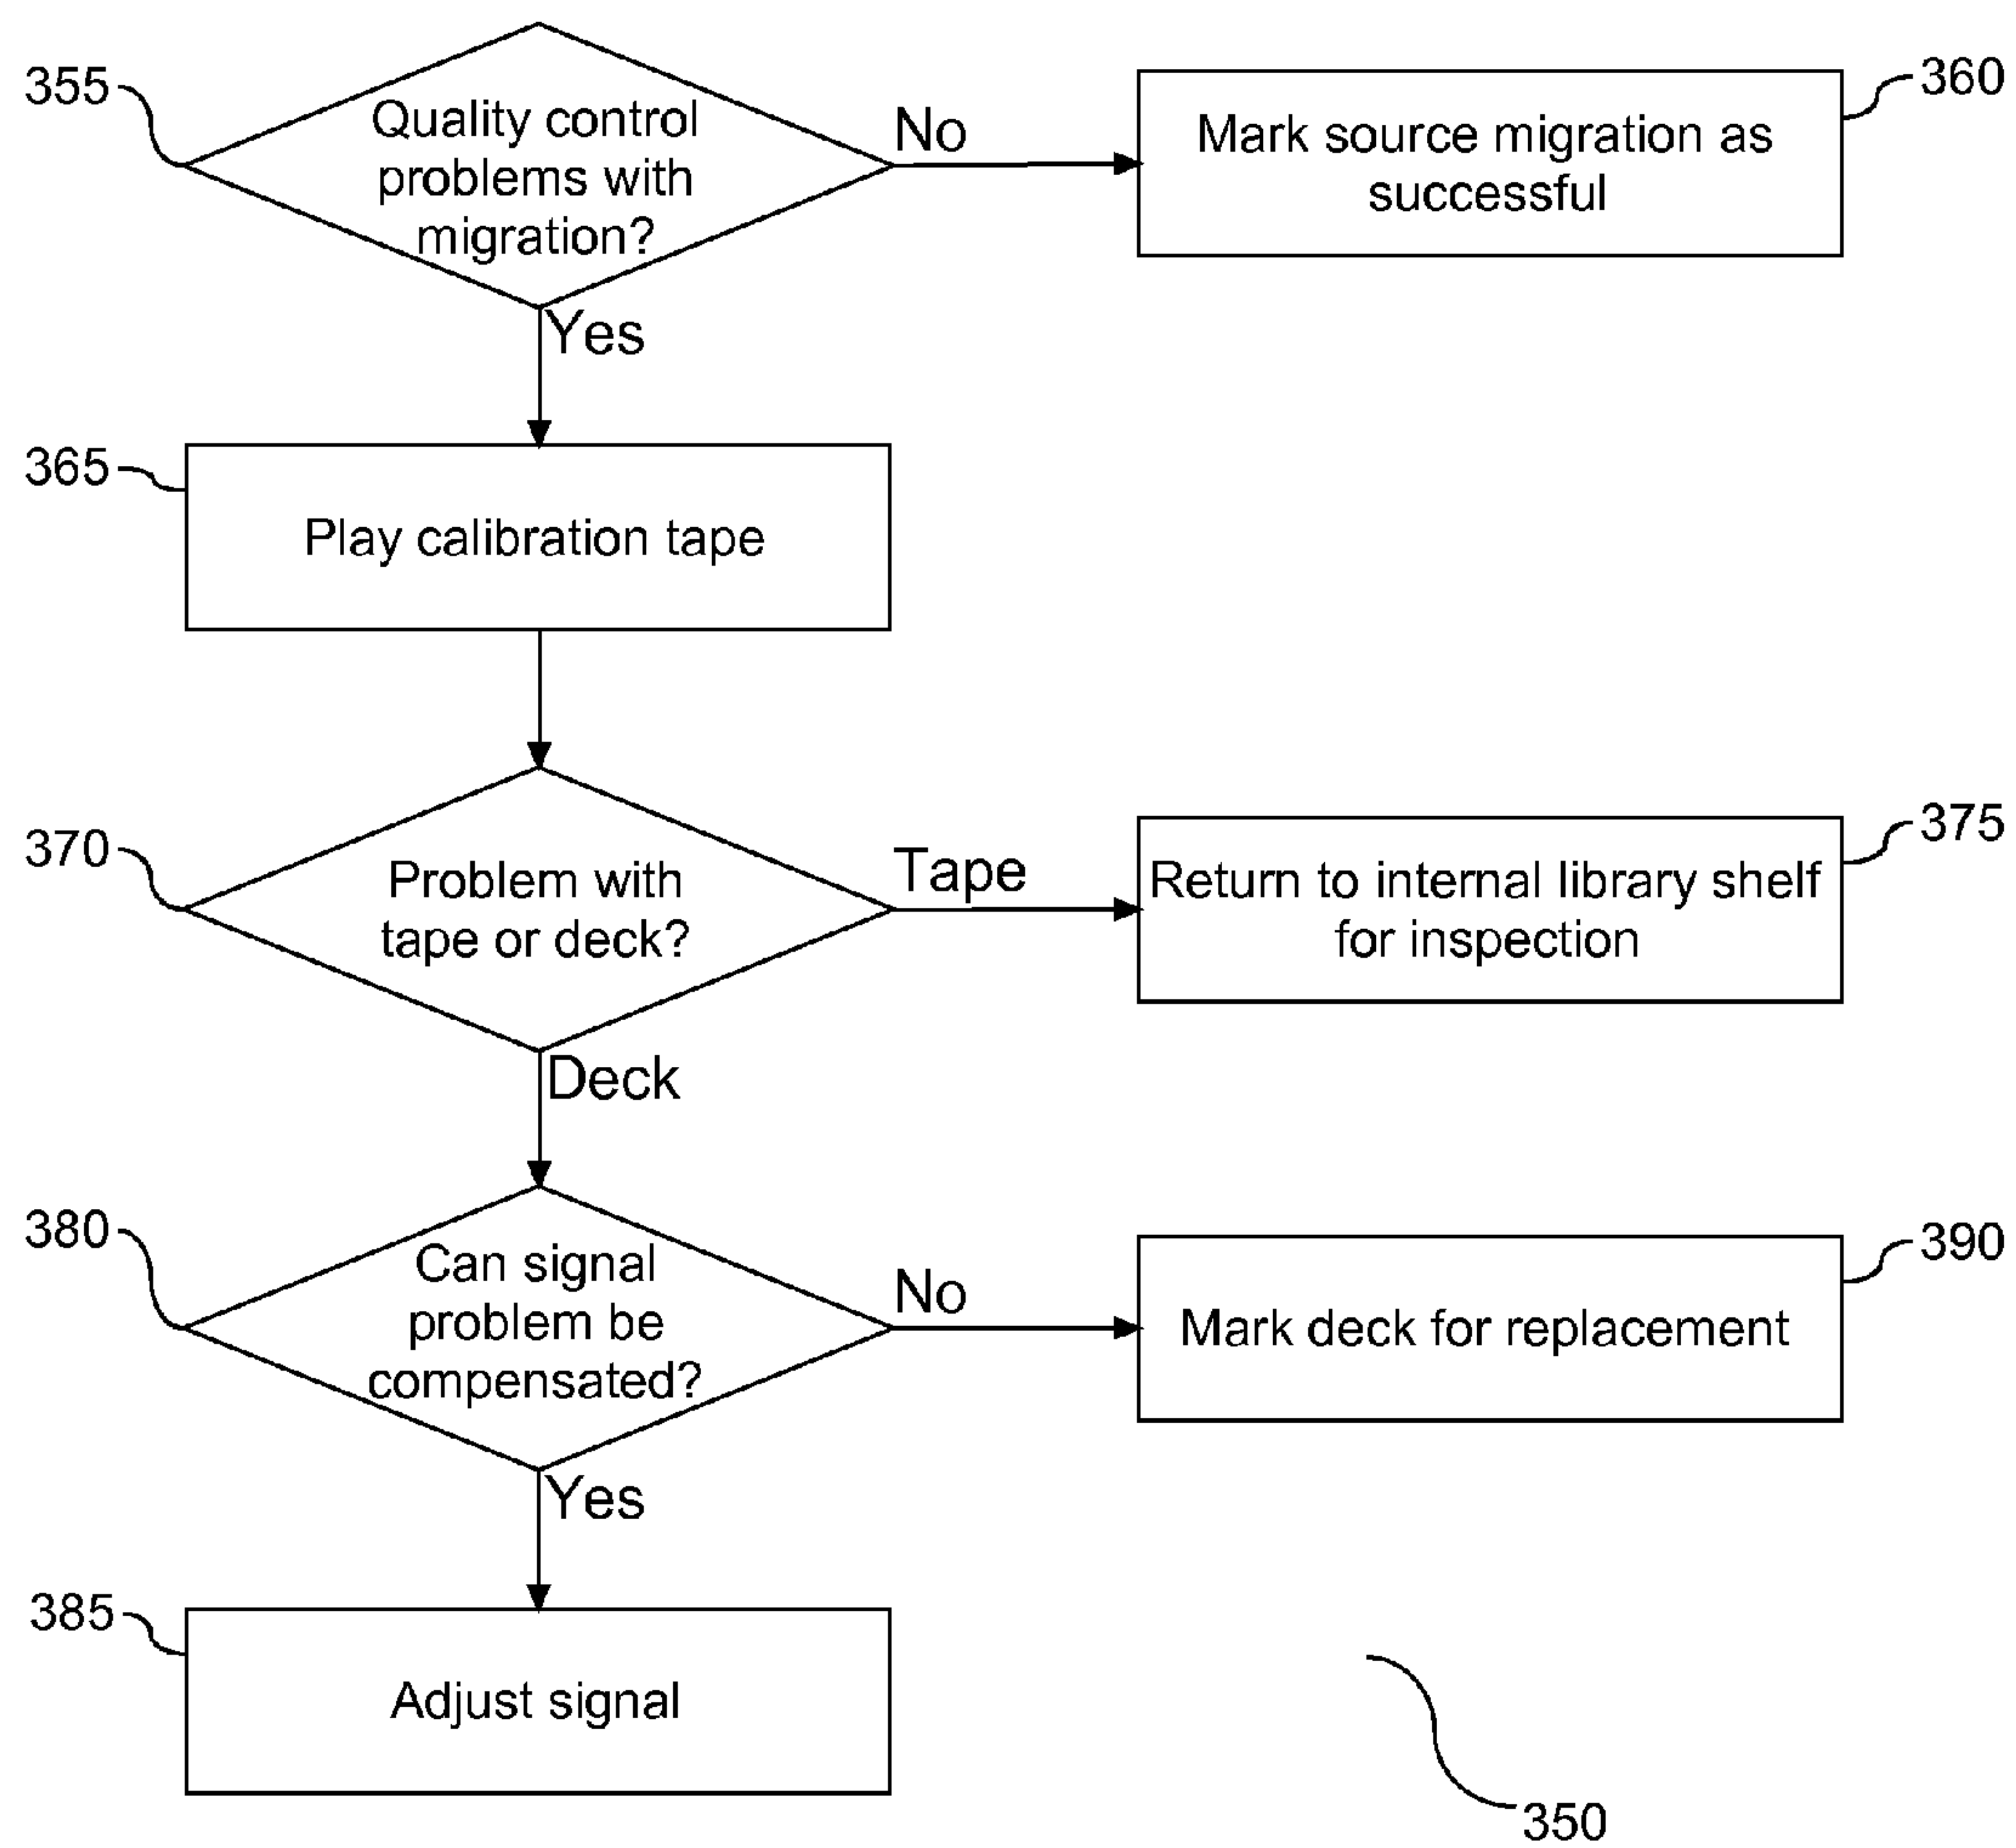 355
Quality control
problems with
migration?
No
360
Mark source migration as
successful
Yes
365
Play calibration tape
370
Problem with
tape or deck?
Tape
375
Return to internal library shelf
for inspection
Deck
380
Can signal
problem be
compensated?
No
390
Mark deck for replacement
Yes
385
Adjust signal
350